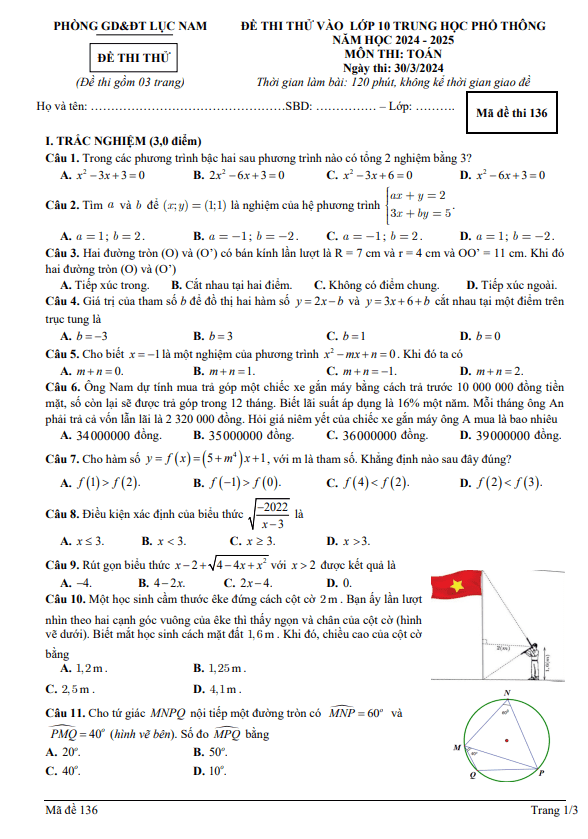 PHÒNG GD&ĐT LỤC NAM
ĐỀ THI THỬ
(Đề thi gồm 03 trang)
ĐỀ THI THỬ VÀO LỚP 10 TRUNG HỌC PHỔ THÔNG
NĂM HỌC 2024 - 2025
MÔN THI: TOÁN
Ngày thi: 30/3/2024
Thời gian làm bài: 120 phút, không kể thời gian giao đề
Họ và tên: ……………………………………SBD: …………… – Lớp: ……….
Mã đề thi 136
I. TRẮC NGHIỆM (3,0 điểm)
Câu 1. Trong các phương trình bậc hai sau phương trình nào có tổng 2 nghiệm bằng 3?
A. x² − 3x + 3 = 0 B. 2x² − 6x + 3 = 0 C. x² − 3x + 6 = 0 D. x² − 6x + 3 = 0
Câu 2. Tìm a và b để (x; y) = (1; 1) là nghiệm của hệ phương trình { ax + y = 2
3x + by = 5 .
A. a = 1; b = 2. B. a = −1; b = −2. C. a = −1; b = 2. D. a = 1; b = −2.
Câu 3. Hai đường tròn (O) và (O’) có bán kính lần lượt là R = 7 cm và r = 4 cm và OO’ = 11 cm. Khi đó
hai đường tròn (O) và (O’)
A. Tiếp xúc trong. B. Cắt nhau tại hai điểm. C. Không có điểm chung. D. Tiếp xúc ngoài.
Câu 4. Giá trị của tham số b để đồ thị hai hàm số y = 2x − b và y = 3x + 6 + b cắt nhau tại một điểm trên
trục tung là
A. b = −3 B. b = 3 C. b = 1 D. b = 0
Câu 5. Cho biết x = −1 là một nghiệm của phương trình x² − mx + n = 0. Khi đó ta có
A. m + n = 0. B. m + n = 1. C. m + n = −1. D. m + n = 2.
Câu 6. Ông Nam dự tính mua trả góp một chiếc xe gắn máy bằng cách trả trước 10 000 000 đồng tiền
mặt, số còn lại sẽ được trả góp trong 12 tháng. Biết lãi suất áp dụng là 16% một năm. Mỗi tháng ông An
phải trả cả vốn lẫn lãi là 2 320 000 đồng. Hỏi giá niêm yết của chiếc xe gắn máy ông A mua là bao nhiêu
A. 34000000 đồng. B. 35000000 đồng. C. 36000000 đồng. D. 39000000 đồng.
Câu 7. Cho hàm số y = f(x) = (5 + m⁴)x + 1, với m là tham số. Khẳng định nào sau đây đúng?
A. f(1) > f(2). B. f(−1) > f(0). C. f(4) < f(2). D. f(2) < f(3).
Câu 8. Điều kiện xác định của biểu thức √(−2022/(x − 3)) là
A. x ≤ 3. B. x < 3. C. x ≥ 3. D. x > 3.
Câu 9. Rút gọn biểu thức x − 2 + √(4 − 4x + x²) với x > 2 được kết quả là
A. −4. B. 4 − 2x. C. 2x − 4. D. 0.
Câu 10. Một học sinh cầm thước êke đứng cách cột cờ 2 m . Bạn ấy lần lượt
nhìn theo hai cạnh góc vuông của êke thì thấy ngọn và chân của cột cờ (hình
vẽ dưới). Biết mắt học sinh cách mặt đất 1,6 m . Khi đó, chiều cao của cột cờ
bằng
A. 1,2 m . B. 1,25 m .
C. 2,5 m . D. 4,1 m .
2(m)
1,6(m)
Câu 11. Cho tứ giác MNPQ nội tiếp một đường tròn có MNP = 60° và
PMQ = 40° (hình vẽ bên). Số đo MPQ bằng
A. 20°. B. 50°.
C. 40°. D. 10°.
N
60°
M
40°
Q
P
Mã đề 136 Trang 1/3